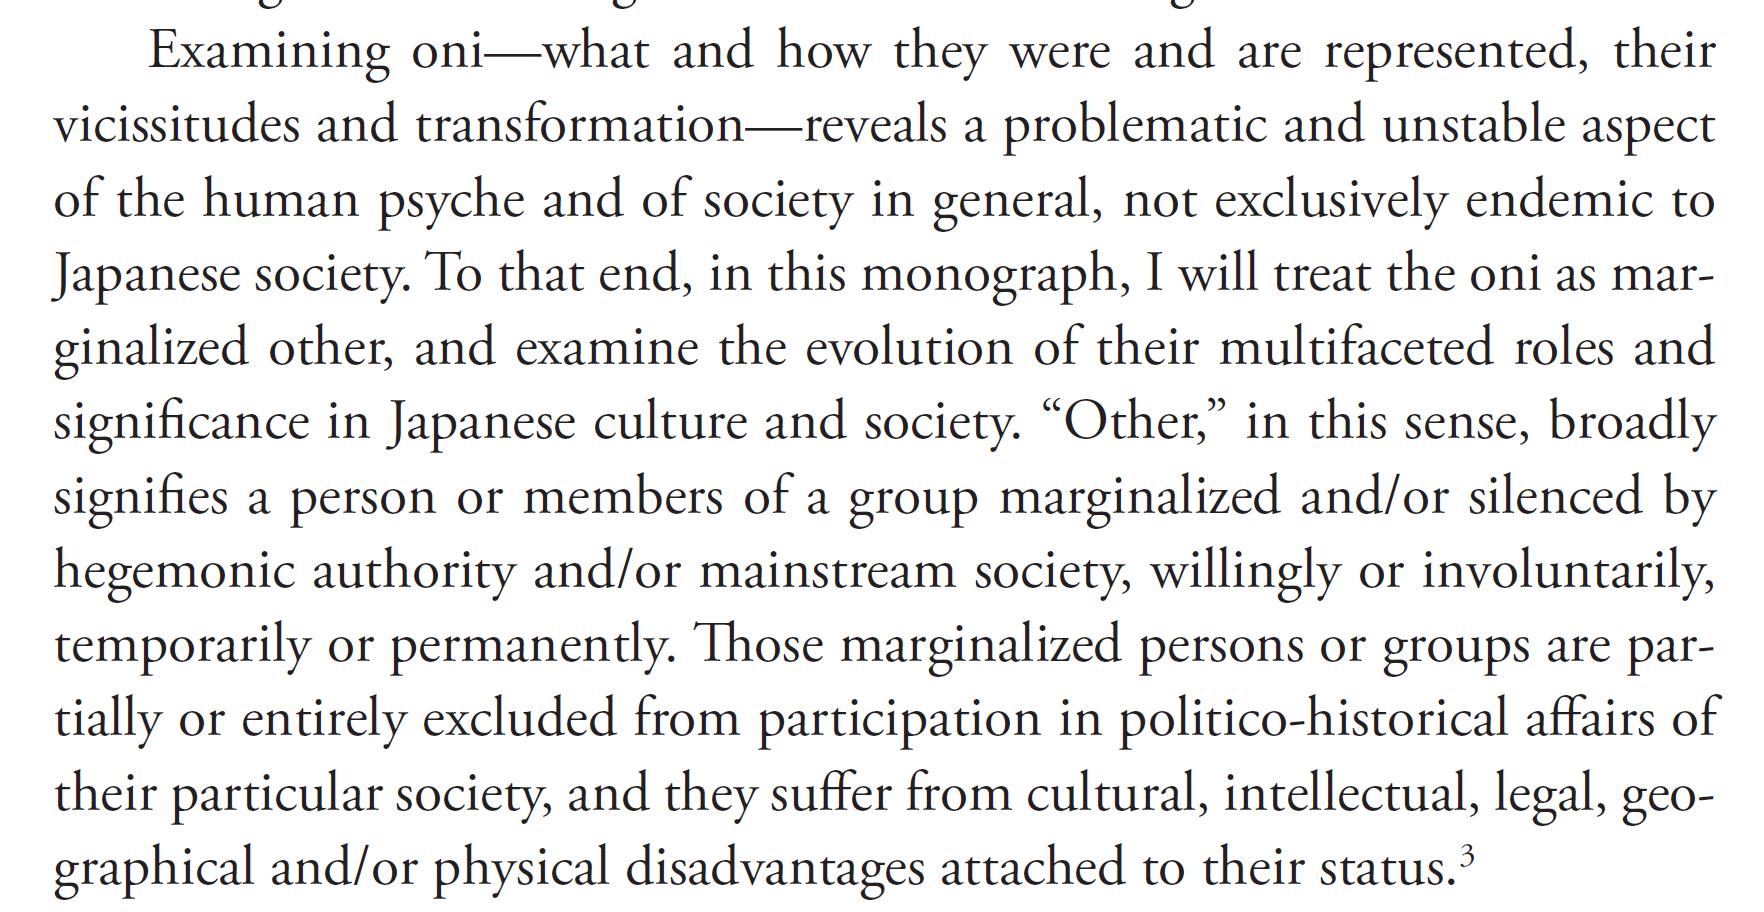 Examining oni—what and how they were and are represented, their
vicissitudes and transformation—reveals a problematic and unstable aspect
of the human psyche and of society in general, not exclusively endemic to
Japanese society. To that end, in this monograph, I will treat the oni as mar-
ginalized other, and examine the evolution of their multifaceted roles and
significance in Japanese culture and society. “Other,” in this sense, broadly
signifies a person or members of a group marginalized and/or silenced by
hegemonic authority and/or mainstream society, willingly or involuntarily,
temporarily or permanently. Those marginalized persons or groups are par-
tially or entirely excluded from participation in politico-historical affairs of
their particular society, and they suffer from cultural, intellectual, legal, geo-
graphical and/or physical disadvantages attached to their status.³